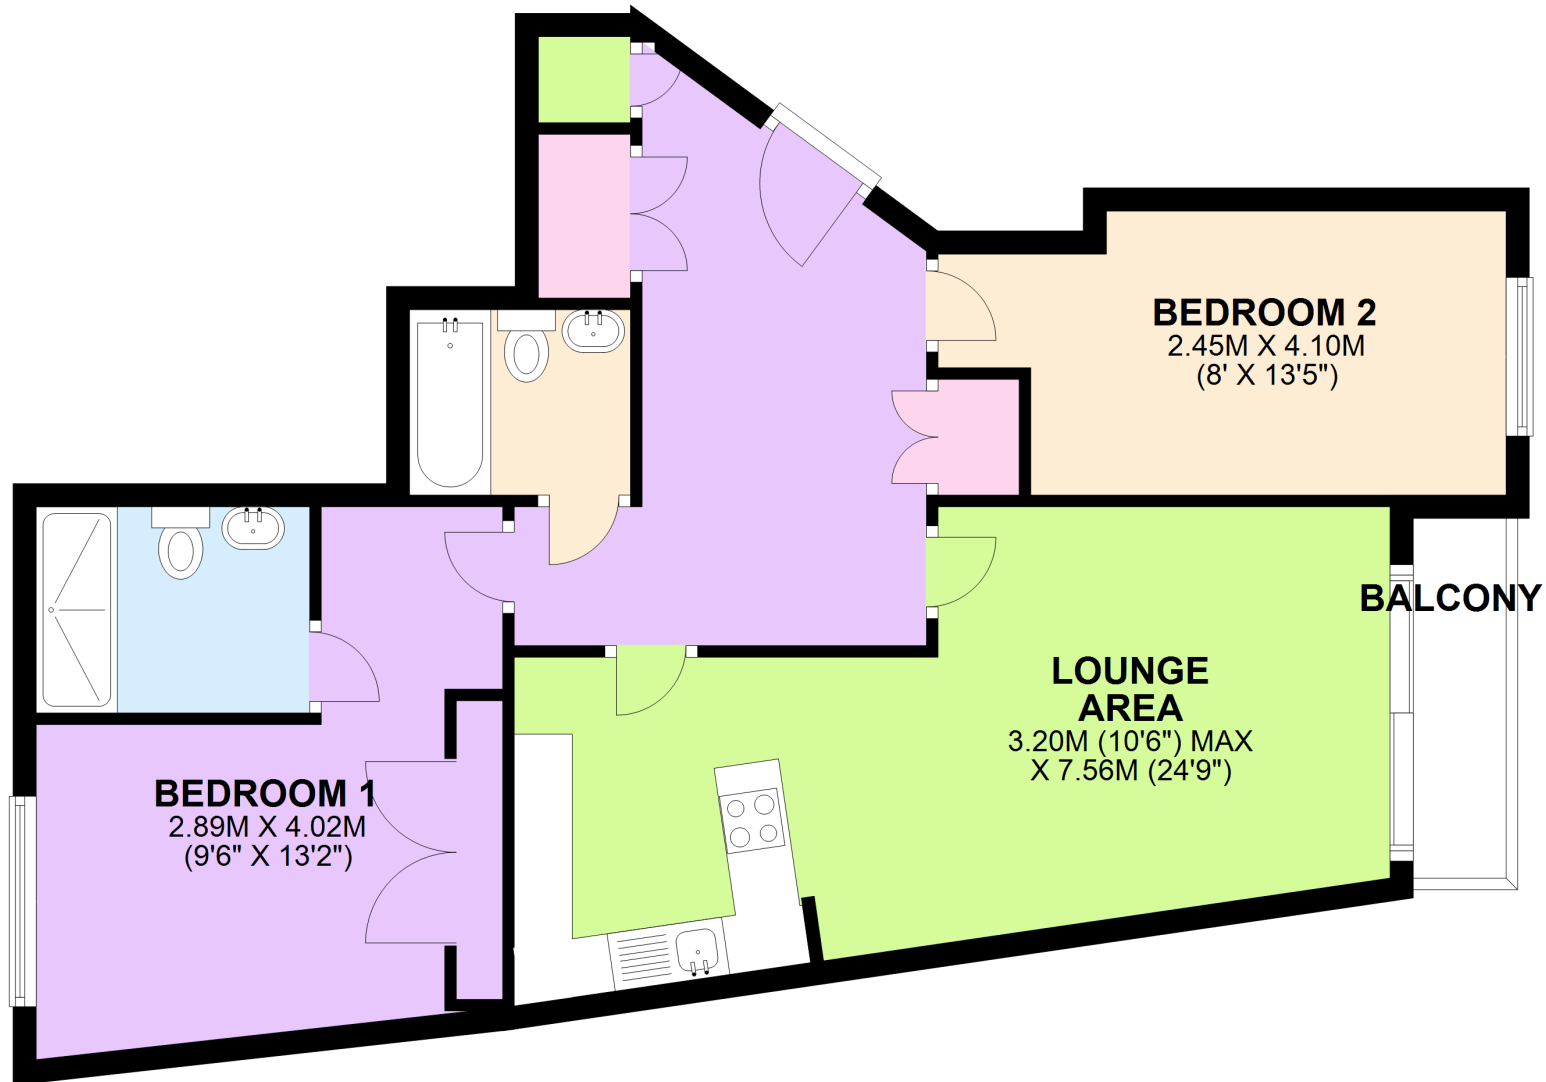 BEDROOM 2
2.45M X 4.10M
(8' X 13'5")
BALCONY
LOUNGE
AREA
3.20M (10'6") MAX
X 7.56M (24'9")
BEDROOM 1
2.89M X 4.02M
(9'6" X 13'2")